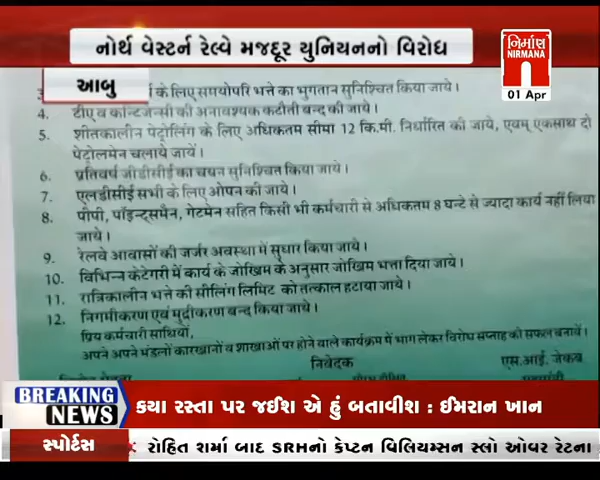 નોર્થ વેસ્ટર્ન રેલ્વે મજદૂર યુનિયનનો વિરોધ
નિર્માણ
NIRMANA
01 Apr
આબુ
के लिए समयोपरि भत्ते का भुगतान सुनिश्चित किया जाये।
4. टीए व कन्टिजन्सी की अनावश्यक कटौती बन्द की जाये।
5. शीतकालीन पेट्रोलिंग के लिए अधिकतम सीमा 12 कि.मी. निर्धारित की जाये, एवम् एकसाथ दो
पेट्रोलमेन चलाये जायें।
6. प्रतिवर्ष जीडीसीई का चयन सुनिश्चित किया जाये।
7. एलडीसीई सभी के लिए ओपन की जाये।
8. पीपी, पॉइन्ट्समैन, गेटमेन सहित किसी भी कर्मचारी से अधिकतम 8 घन्टे से ज्यादा कार्य नहीं लिया
जाये।
9. रेलवे आवासों की जर्जर अवस्था में सुधार किया जाये।
10. विभिन्न केटेगरी में कार्य के जोखिम के अनुसार जोखिम भत्ता दिया जाये।
11. रात्रिकालीन भत्ते की सीलिंग लिमिट को तत्काल हटाया जाये।
12. निगमीकरण एवं मुद्रीकरण बन्द किया जाये।
प्रिय कर्मचारी साथियों,
अपने अपने मंडलों कारखानों व शाखाओं पर होने वाले कार्यक्रम में भाग लेकर विरोध सप्ताह को सफल बनावें।
निवेदक
एस.आई. जेकब
BREAKING NEWS
કયા રસ્તા પર જઈશ એ હું બતાવીશ : ઈમરાન ખાન
સ્પોર્ટસ
રોહિત શર્મા બાદ SRHનો કેપ્ટન વિલિયમ્સન સ્લો ઓવર રેટના